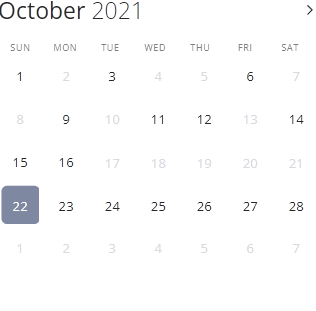 October 2021
SUN MON TUE WED THU FRI SAT
1 2 3 4 5 6 7
8 9 10 11 12 13 14
15 16 17 18 19 20 21
22 23 24 25 26 27 28
1 2 3 4 5 6 7